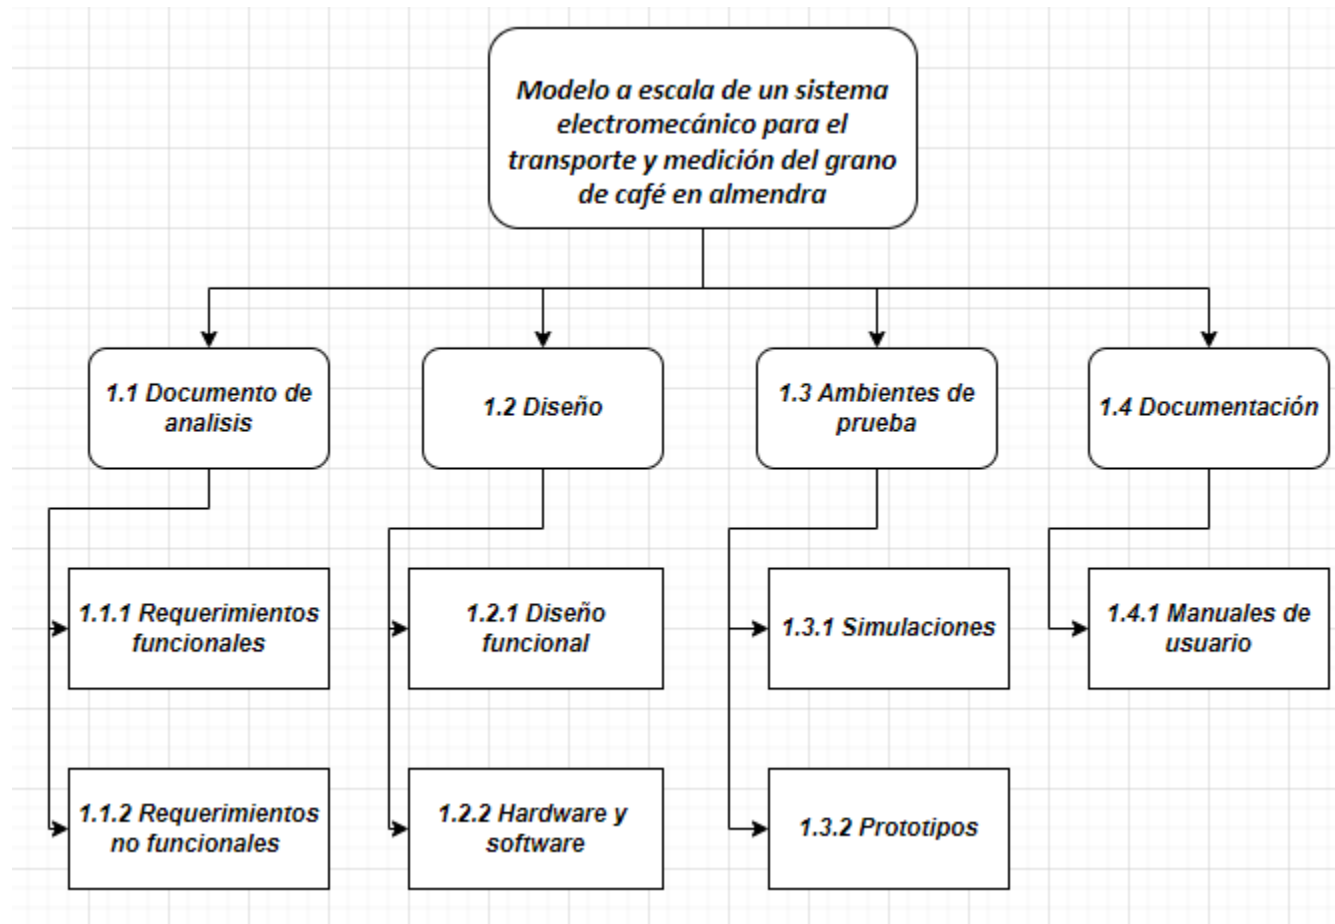 Modelo a escala de un sistema
electromecánico para el
transporte y medición del grano
de café en almendra
1.1 Documento de
analisis
1.2 Diseño
1.3 Ambientes de
prueba
1.4 Documentación
1.1.1 Requerimientos
funcionales
1.2.1 Diseño
funcional
1.3.1 Simulaciones
1.4.1 Manuales de
usuario
1.1.2 Requerimientos
no funcionales
1.2.2 Hardware y
software
1.3.2 Prototipos